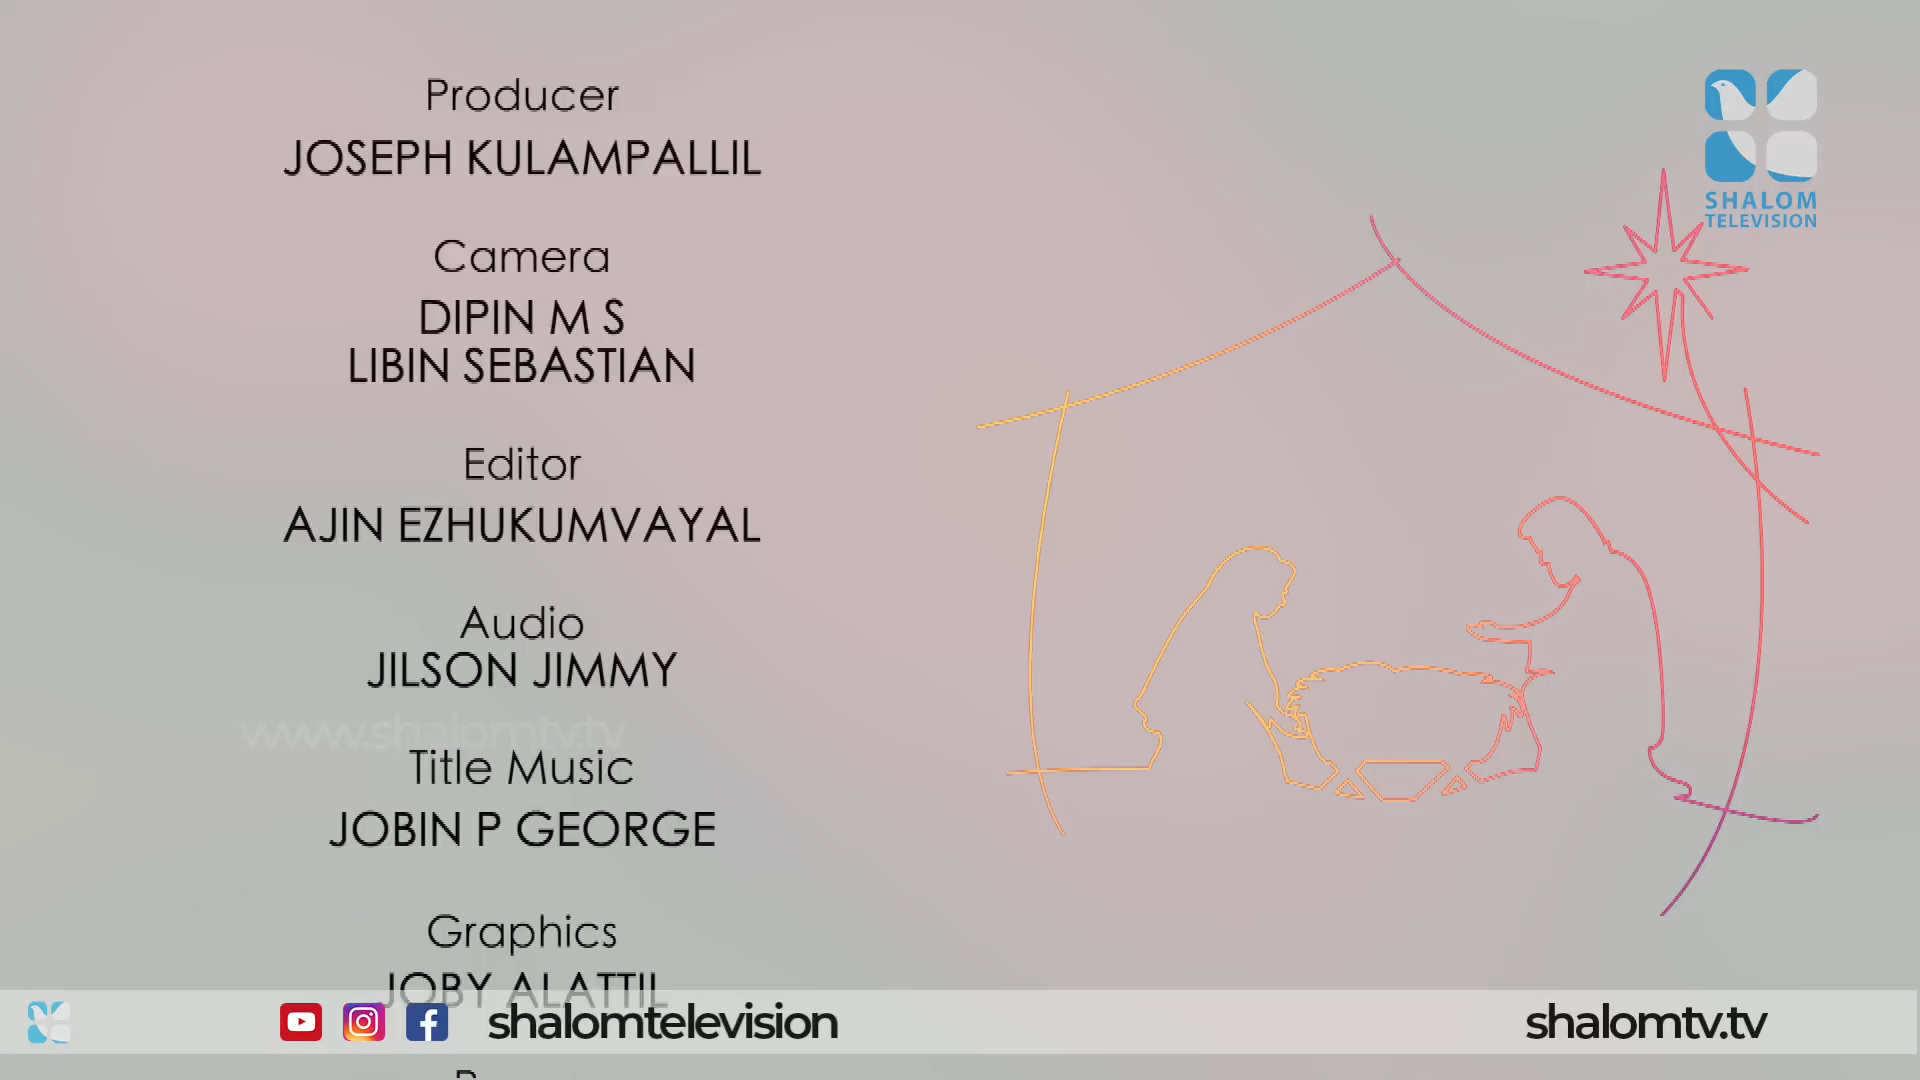 Producer
JOSEPH KULAMPALLIL
Camera
DIPIN M S
LIBIN SEBASTIAN
Editor
AJIN EZHUKUMVAYAL
Audio
JILSON JIMMY
www.shalomtv.tv
Title Music
JOBIN P GEORGE
Graphics
JOBY ALATTIL
SHALOM
TELEVISION
shalomtelevision
shalomtv.tv